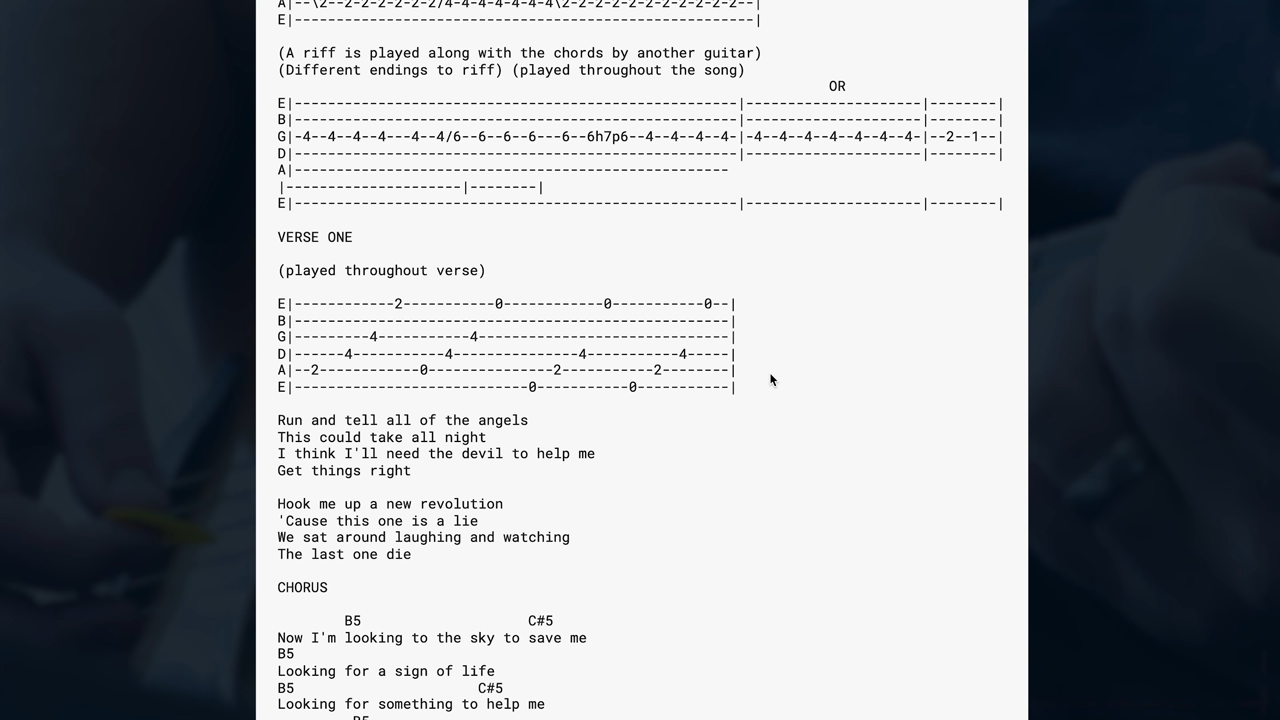 A|--\2--2-2-2-2-2-2/4-4-4-4-4-4-4\2-2-2-2-2-2-2-2-2-2-2--|
E|-------------------------------------------------------|
(A riff is played along with the chords by another guitar)
(Different endings to riff) (played throughout the song)
OR
E|-----------------------------------------------------|---------------------|--------|
B|-----------------------------------------------------|---------------------|--------|
G|-4--4--4--4---4--4/6--6--6--6---6--6h7p6--4--4--4--4-|-4--4--4--4--4--4--4-|--2--1--|
D|-----------------------------------------------------|---------------------|--------|
A|----------------------------------------------------
|---------------------|--------|
E|-----------------------------------------------------|---------------------|--------|
VERSE ONE
(played throughout verse)
E|------------2-----------0------------0-----------0--|
B|----------------------------------------------------|
G|---------4-----------4------------------------------|
D|------4-----------4---------------4-----------4-----|
A|--2------------0---------------2-----------2--------|
E|----------------------------0-----------0-----------|
Run and tell all of the angels
This could take all night
I think I'll need the devil to help me
Get things right
Hook me up a new revolution
'Cause this one is a lie
We sat around laughing and watching
The last one die
CHORUS
B5                    C#5
Now I'm looking to the sky to save me
B5
Looking for a sign of life
B5                      C#5
Looking for something to help me
B5